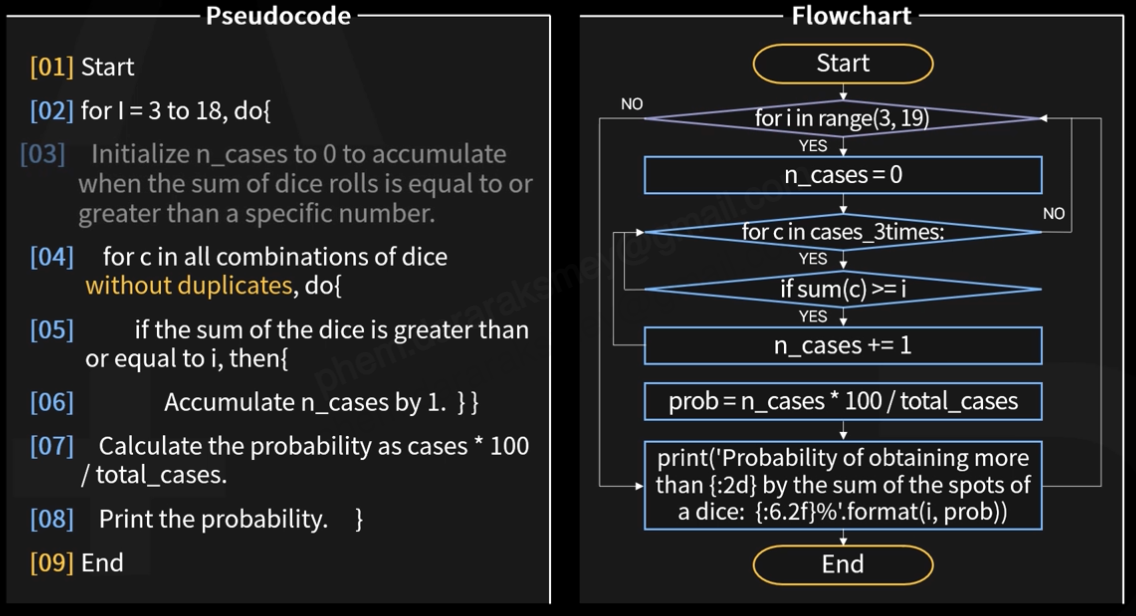 Pseudocode
[01] Start
[02] for I = 3 to 18, do{
[03] Initialize n_cases to 0 to accumulate
when the sum of dice rolls is equal to or
greater than a specific number.
[04] for c in all combinations of dice
without duplicates, do{
[05] if the sum of the dice is greater than
or equal to i, then{
[06] Accumulate n_cases by 1. } }
[07] Calculate the probability as cases * 100
/ total_cases.
[08] Print the probability. }
[09] End
Flowchart
Start
NO
for i in range(3, 19)
YES
n_cases = 0
NO
for c in cases_3times:
YES
if sum(c) >= i
YES
n_cases += 1
prob = n_cases * 100 / total_cases
print('Probability of obtaining more
than {:2d} by the sum of the spots of
a dice: {:6.2f}%'.format(i, prob))
End